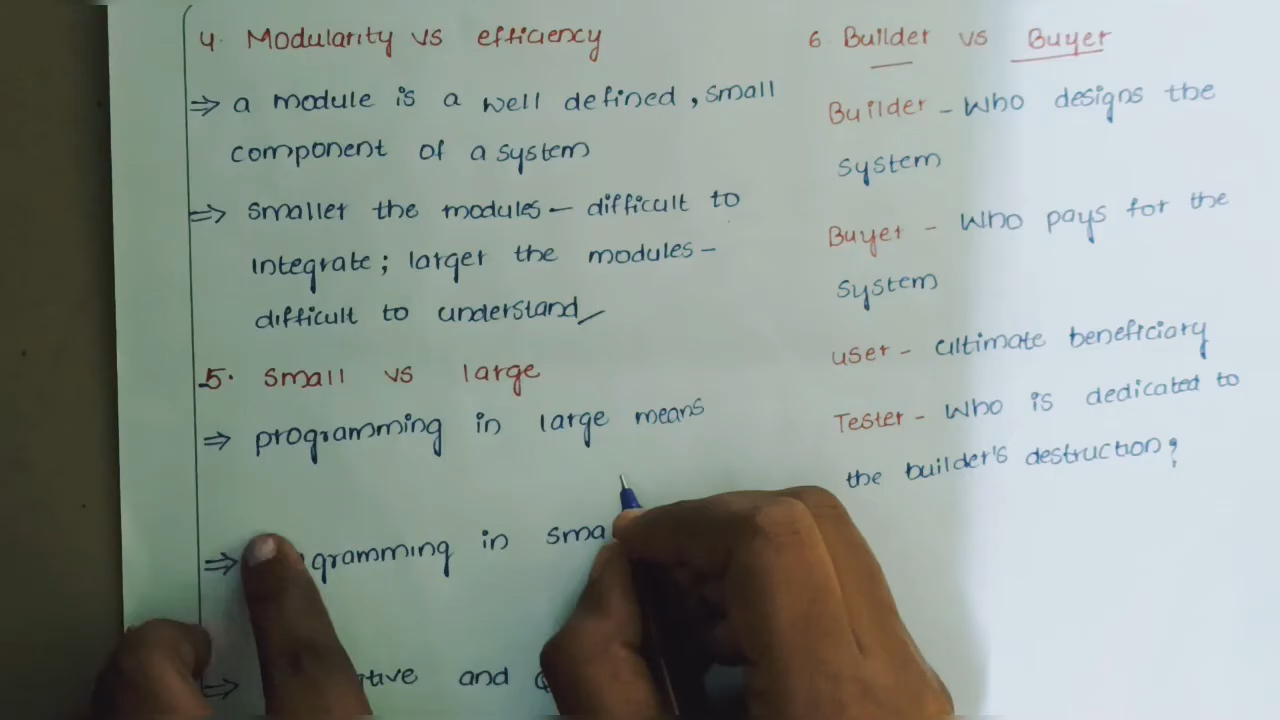 4. Modularity vs efficiency
⇒ a module is a well defined, small
component of a system
⇒ smaller the modules - difficult to
integrate; larger the modules -
difficult to understand
5. small vs large
⇒ programming in large means
⇒ gramming in sma
⇒ tive and
6 Builder vs Buyer
Builder - Who designs the
system
Buyer - Who pays for the
system
user - ultimate beneficiary
Tester - Who is dedicated to
the builder's destruction?